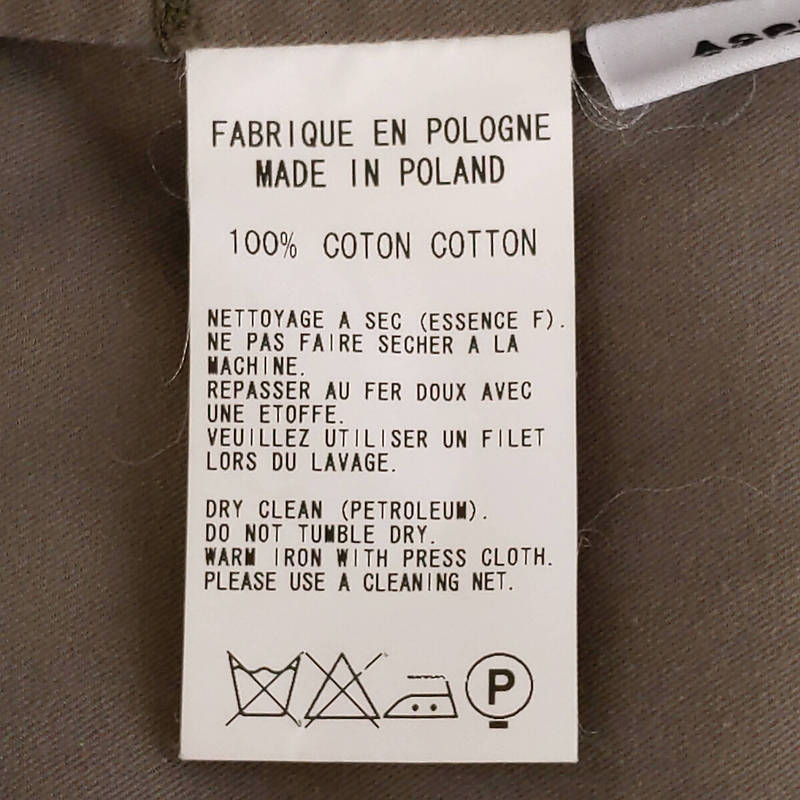 FABRIQUE EN POLOGNE
MADE IN POLAND
100% COTON COTTON
NETTOYAGE A SEC (ESSENCE F).
NE PAS FAIRE SECHER A LA
MACHINE.
REPASSER AU FER DOUX AVEC
UNE ETOFFE.
VEUILLEZ UTILISER UN FILET
LORS DU LAVAGE.
DRY CLEAN (PETROLEUM).
DO NOT TUMBLE DRY.
WARM IRON WITH PRESS CLOTH.
PLEASE USE A CLEANING NET.
P